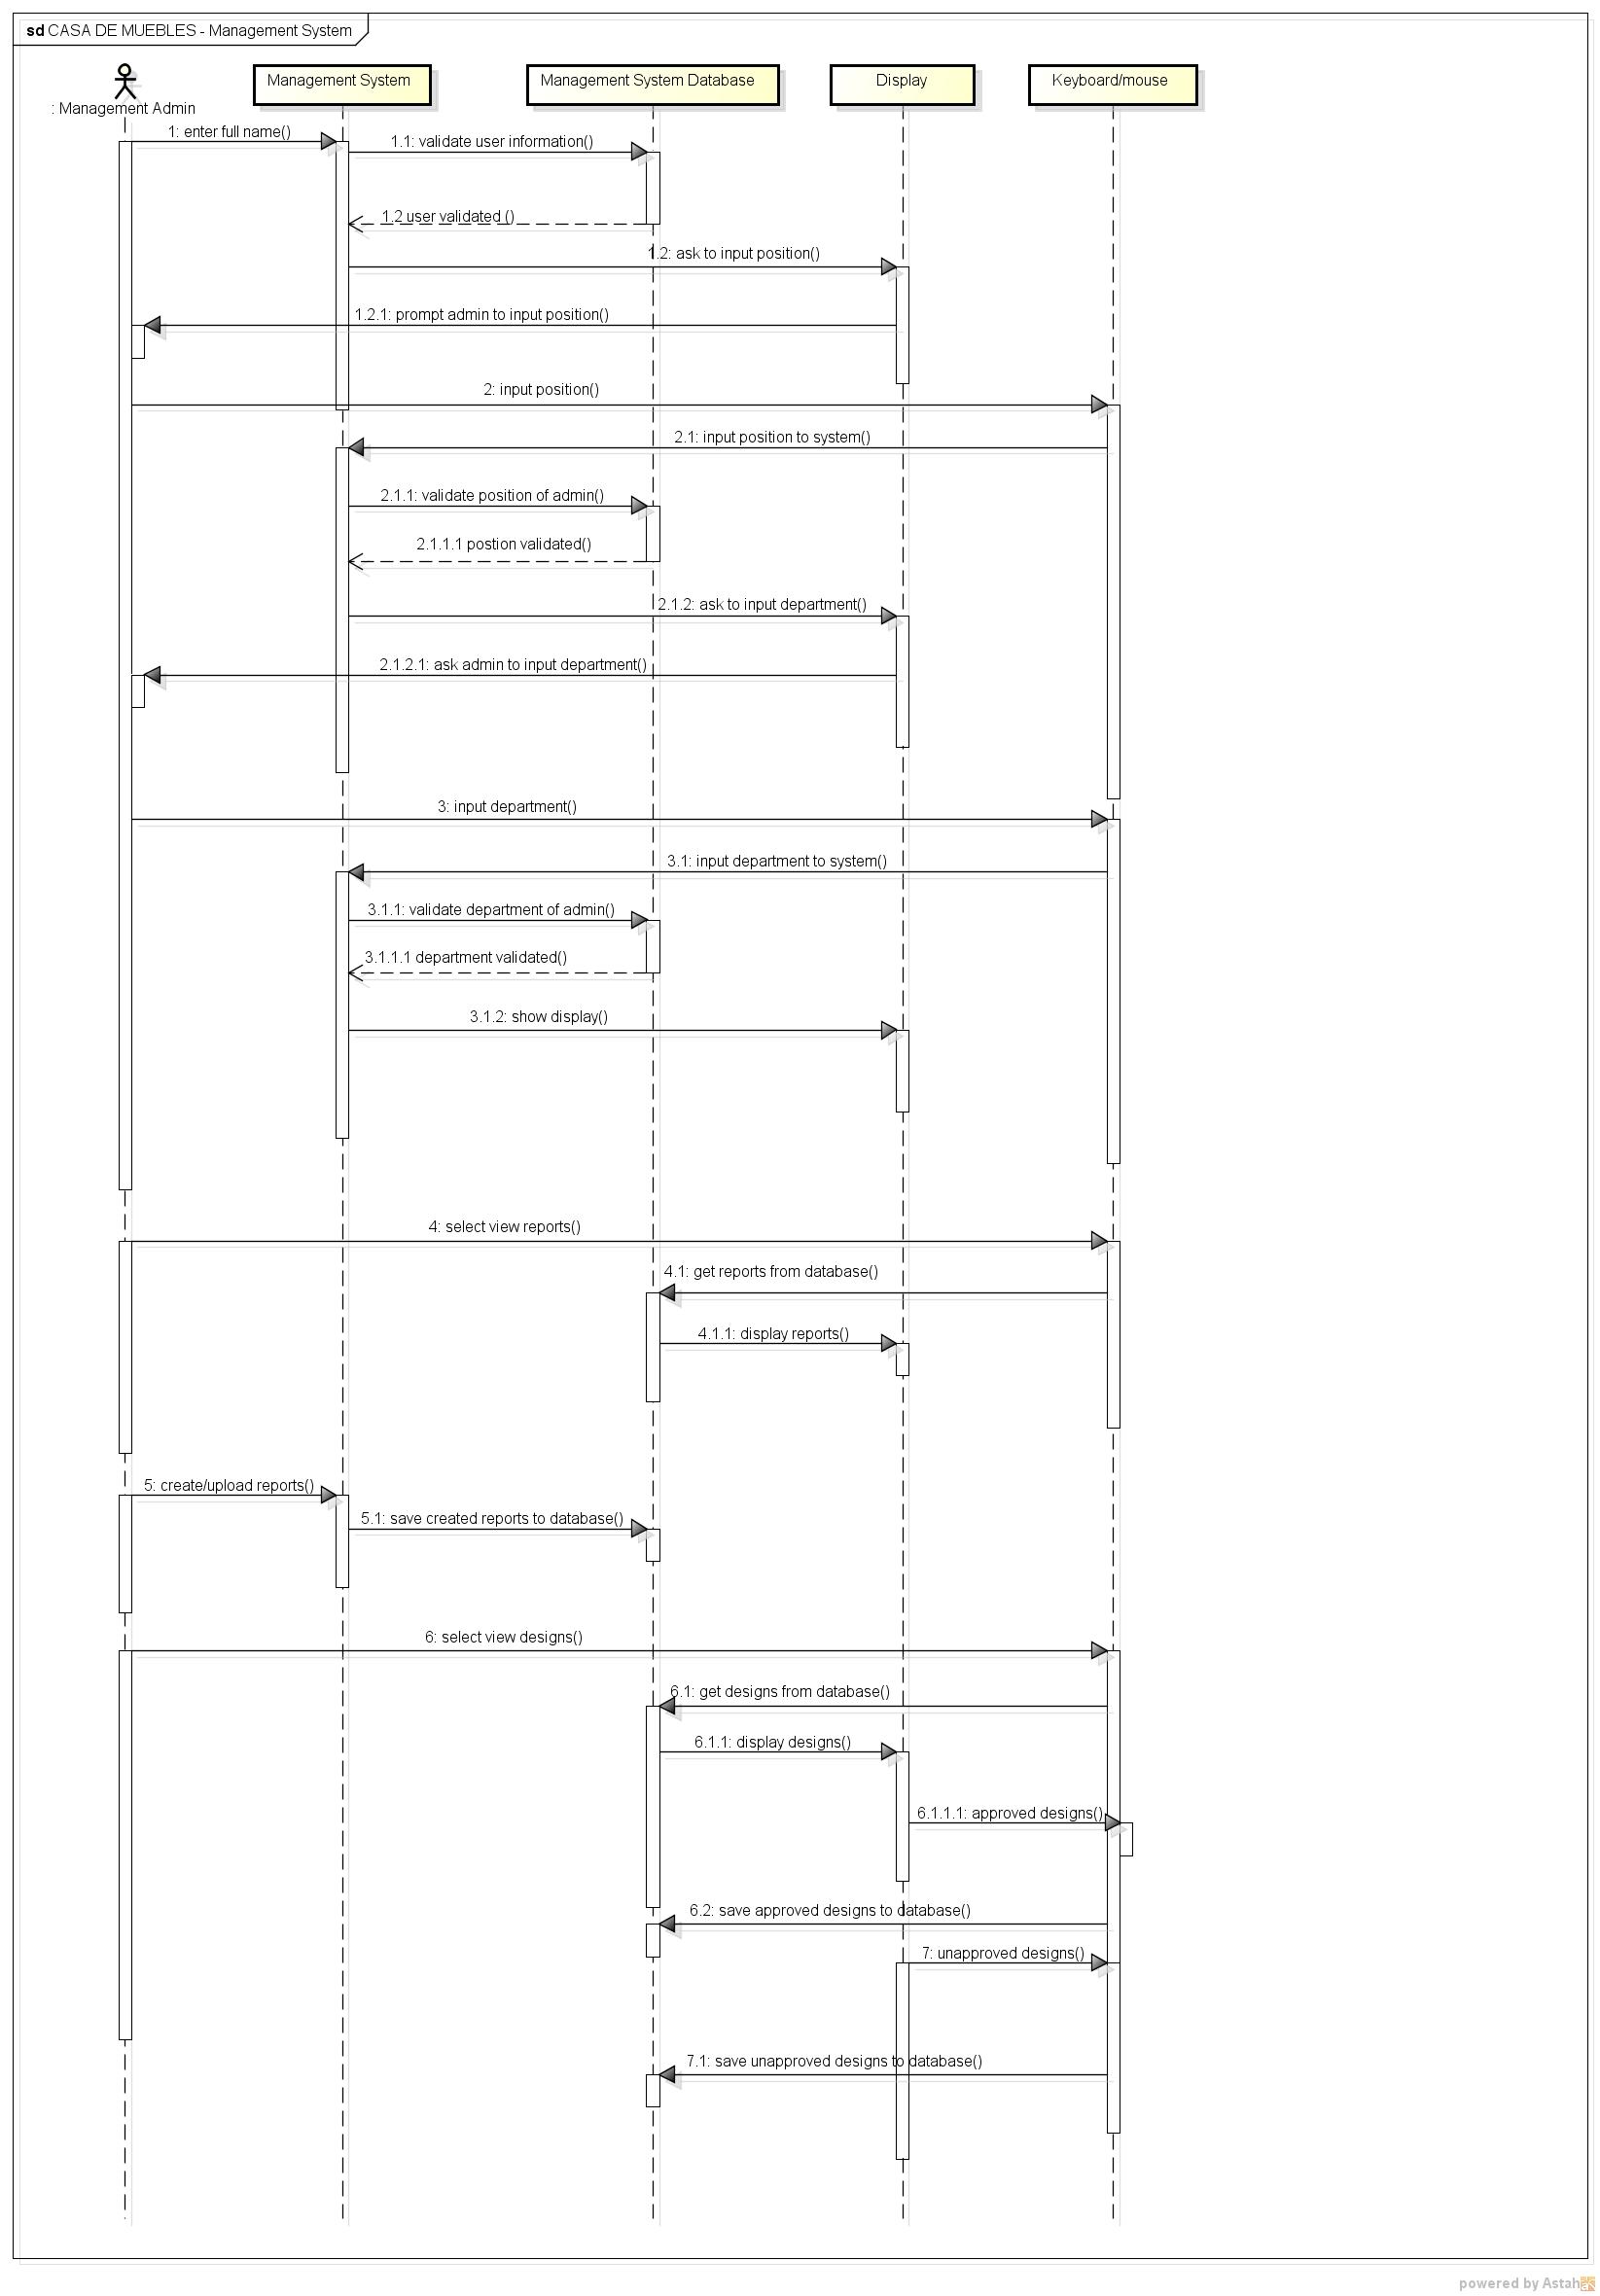 sd CASA DE MUEBLES - Management System
: Management Admin
Management System
Management System Database
Display
Keyboard/mouse
1: enter full name()
1.1: validate user information()
1.2 user validated ()
1.2: ask to input position()
1.2.1: prompt admin to input position()
2: input position()
2.1: input position to system()
2.1.1: validate position of admin()
2.1.1.1 postion validated()
2.1.2: ask to input department()
2.1.2.1: ask admin to input department()
3: input department()
3.1: input department to system()
3.1.1: validate department of admin()
3.1.1.1 department validated()
3.1.2: show display()
4: select view reports()
4.1: get reports from database()
4.1.1: display reports()
5: create/upload reports()
5.1: save created reports to database()
6: select view designs()
6.1: get designs from database()
6.1.1: display designs()
6.1.1.1: approved designs()
6.2: save approved designs to database()
7: unapproved designs()
7.1: save unapproved designs to database()
powered by Astah